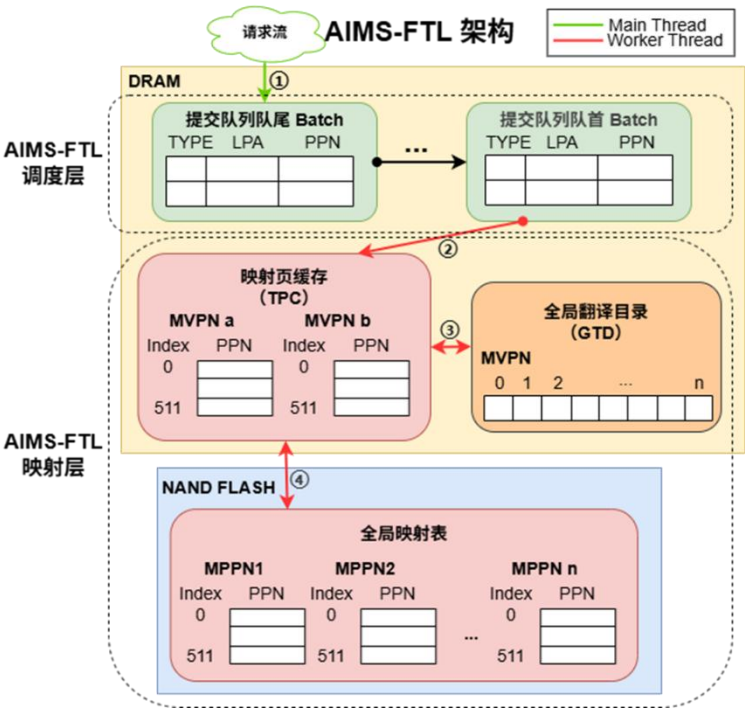 请求流
AIMS-FTL 架构
Main Thread
Worker Thread
DRAM
①
AIMS-FTL
调度层
提交队列队尾 Batch
TYPE LPA PPN
...
提交队列队首 Batch
TYPE LPA PPN
②
映射页缓存
（TPC）
MVPN a MVPN b
Index PPN Index PPN
0 0
511 511
③
全局翻译目录
（GTD）
MVPN
0 1 2 ... n
AIMS-FTL
映射层
④
NAND FLASH
全局映射表
MPPN1 MPPN2 MPPN n
Index PPN Index PPN Index PPN
0 0 0
...
511 511 511